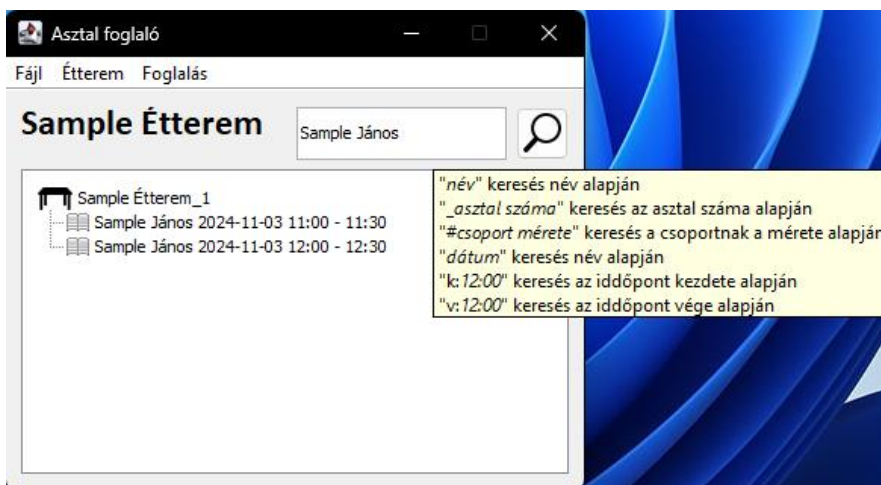 Asztal foglaló
Fájl Étterem Foglalás
Sample Étterem
Sample János
Sample Étterem_1
Sample János 2024-11-03 11:00 - 11:30
Sample János 2024-11-03 12:00 - 12:30
"név" keresés név alapján
"_asztal száma" keresés az asztal száma alapján
"#csoport mérete" keresés a csoportnak a mérete alapján
"dátum" keresés név alapján
"k:12:00" keresés az iddőpont kezdete alapján
"v:12:00" keresés az iddőpont vége alapján